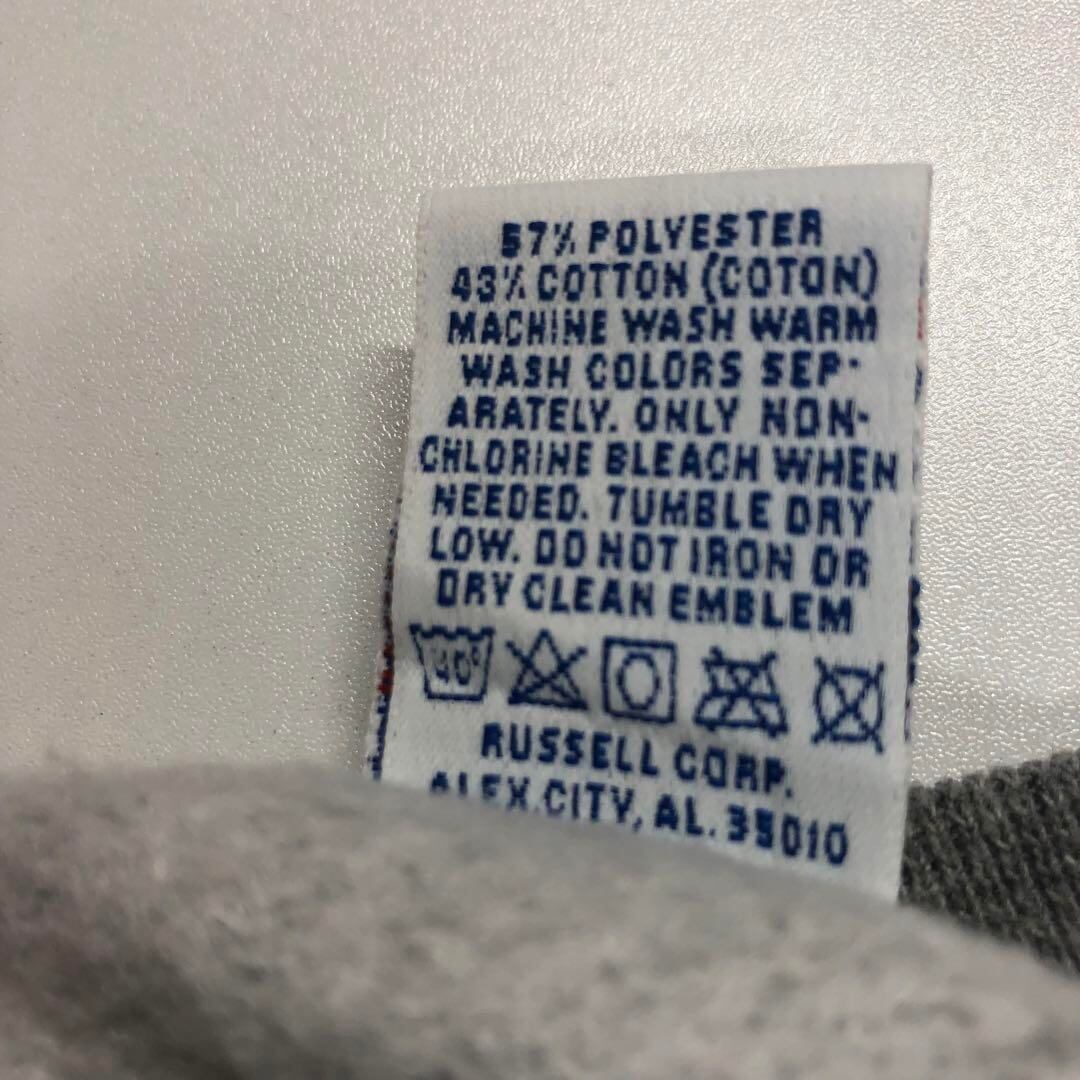 57% POLYESTER
43% COTTON (COTON)
MACHINE WASH WARM
WASH COLORS SEP-
ARATELY. ONLY NON-
CHLORINE BLEACH WHEN
NEEDED. TUMBLE DRY
LOW. DO NOT IRON OR
DRY CLEAN EMBLEM
40°
RUSSELL CORP.
ALEX.CITY, AL. 35010